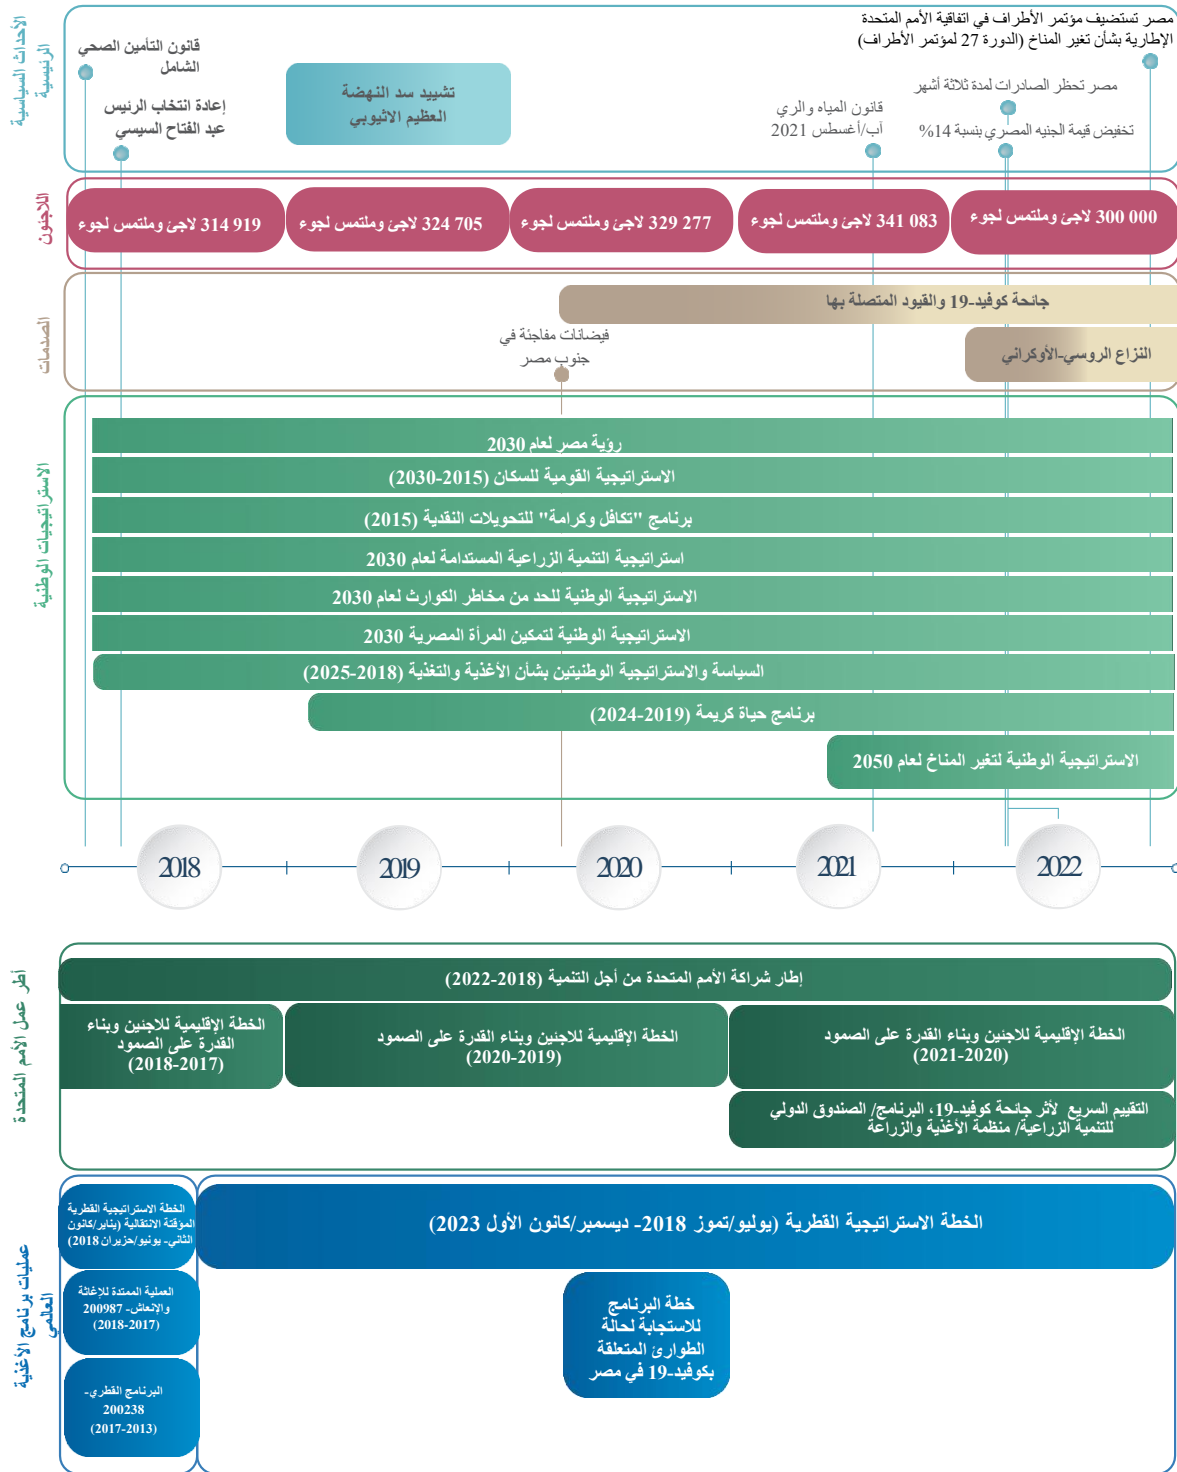 الأحداث السياسية
الرئيسية
مصر تستضيف مؤتمر الأطراف في اتفاقية الأمم المتحدة
الإطارية بشأن تغير المناخ (الدورة 27 لمؤتمر الأطراف)
قانون التأمين الصحي
الشامل
إعادة انتخاب الرئيس
عبد الفتاح السيسي
تشييد سد النهضة
العظيم الاثيوبي
قانون المياه والري
آب/أغسطس 2021
مصر تحظر الصادرات لمدة ثلاثة أشهر
تخفيض قيمة الجنيه المصري بنسبة 14%
اللاجئون
314 919 لاجئ وملتمس لجوء
324 705 لاجئ وملتمس لجوء
329 277 لاجئ وملتمس لجوء
341 083 لاجئ وملتمس لجوء
300 000 لاجئ وملتمس لجوء
الصدمات
جائحة كوفيد-19 والقيود المتصلة بها
فيضانات مفاجئة في
جنوب مصر
النزاع الروسي-الأوكراني
الاستراتيجيات الوطنية
رؤية مصر لعام 2030
الاستراتيجية القومية للسكان (2015-2030)
برنامج "تكافل وكرامة" للتحويلات النقدية (2015)
استراتيجية التنمية الزراعية المستدامة لعام 2030
الاستراتيجية الوطنية للحد من مخاطر الكوارث لعام 2030
الاستراتيجية الوطنية لتمكين المرأة المصرية 2030
السياسة والاستراتيجية الوطنيتين بشأن الأغذية والتغذية (2018-2025)
برنامج حياة كريمة (2019-2024)
الاستراتيجية الوطنية لتغير المناخ لعام 2050
2018
2019
2020
2021
2022
أطر عمل الأمم المتحدة
إطار شراكة الأمم المتحدة من أجل التنمية (2018-2022)
الخطة الإقليمية للاجئين وبناء
القدرة على الصمود
(2017-2018)
الخطة الإقليمية للاجئين وبناء القدرة على الصمود
(2019-2020)
الخطة الإقليمية للاجئين وبناء القدرة على الصمود
(2020-2021)
التقييم السريع لأثر جائحة كوفيد-19، البرنامج/ الصندوق الدولي
للتنمية الزراعية/ منظمة الأغذية والزراعة
عمليات برنامج الأغذية
العالمي
الخطة الاستراتيجية القطرية
المؤقتة الانتقالية (يناير/كانون
الثاني- يونيو/حزيران 2018)
الخطة الاستراتيجية القطرية (يوليو/تموز 2018- ديسمبر/كانون الأول 2023)
العملية الممتدة للإغاثة
والإنعاش- 200987
(2017-2018)
خطة البرنامج
للاستجابة لحالة
الطوارئ المتعلقة
بكوفيد-19 في مصر
البرنامج القطري-
200238
(2013-2017)